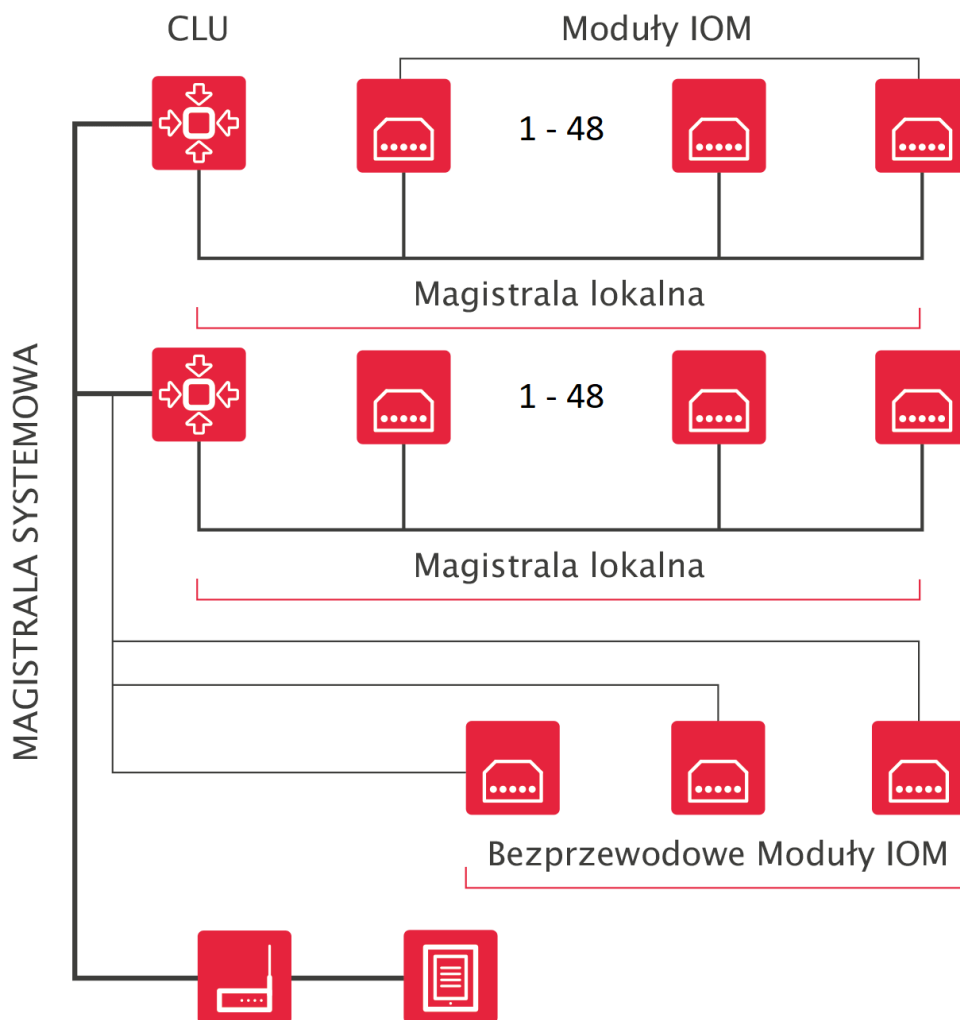 CLU
Moduły IOM
1 - 48
Magistrala lokalna
1 - 48
Magistrala lokalna
MAGISTRALA SYSTEMOWA
Bezprzewodowe Moduły IOM